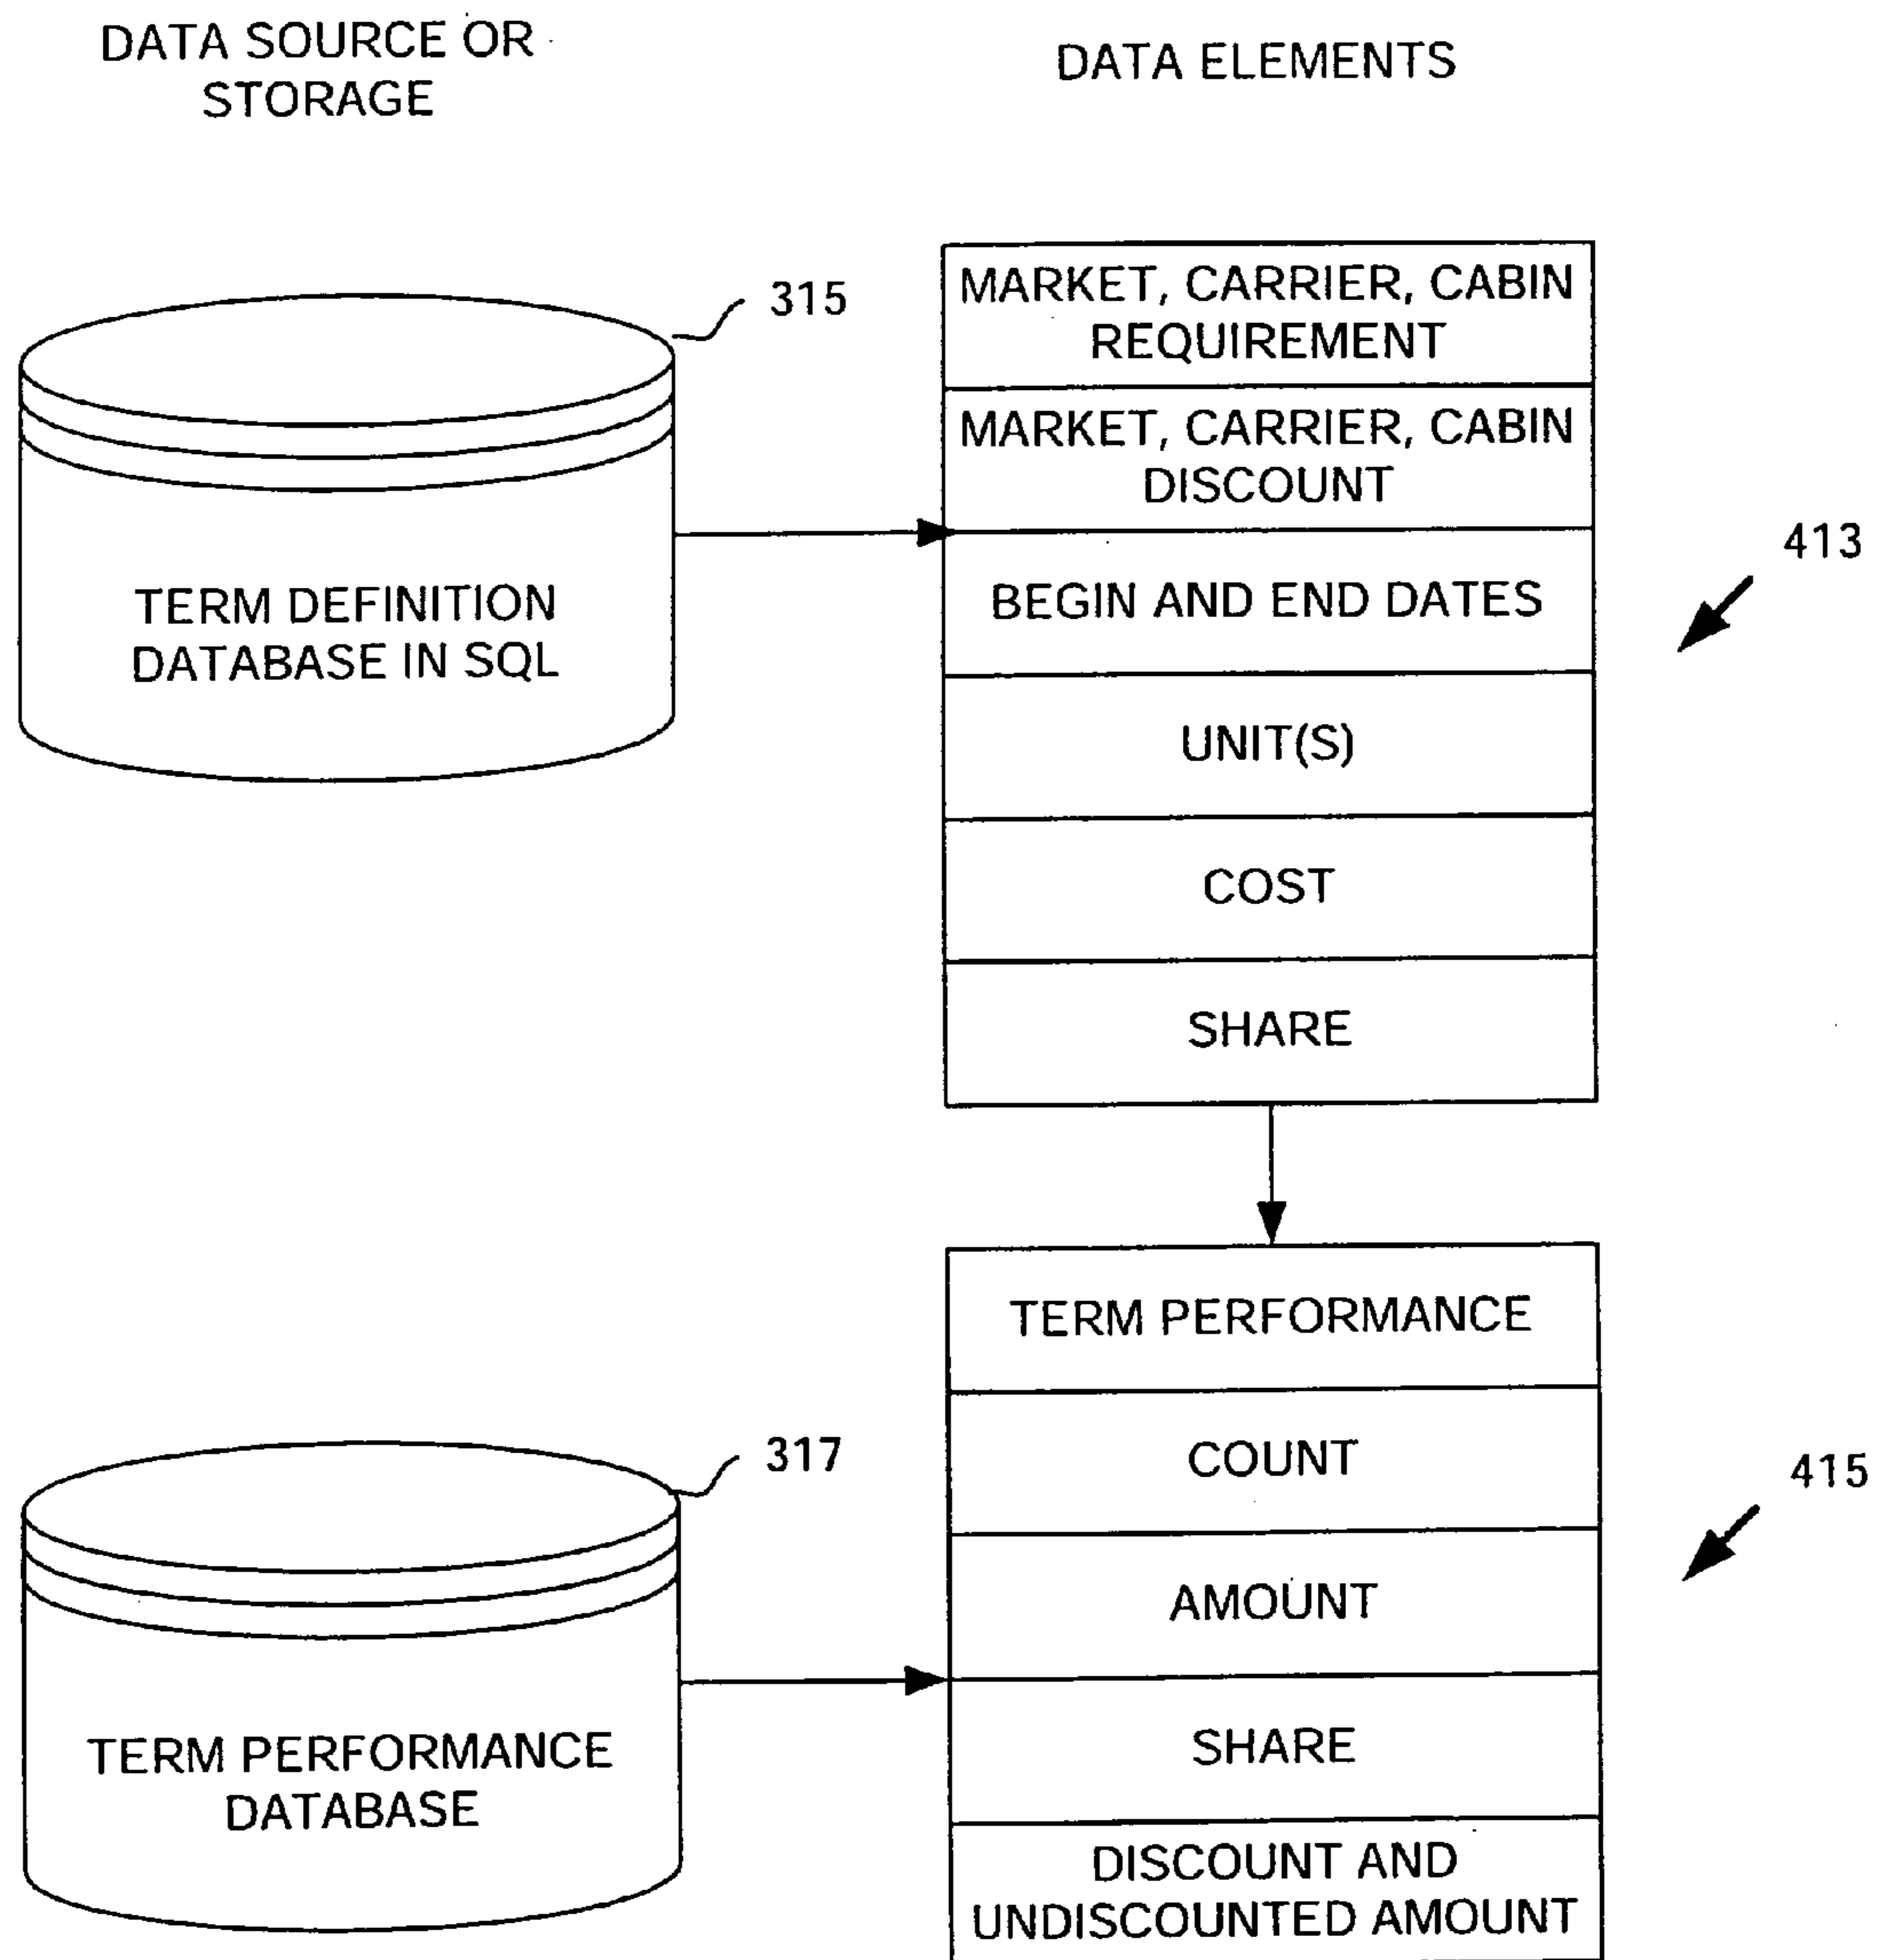 DATA SOURCE OR
STORAGE
DATA ELEMENTS
315
TERM DEFINITION
DATABASE IN SQL
MARKET, CARRIER, CABIN
REQUIREMENT
MARKET, CARRIER, CABIN
DISCOUNT
BEGIN AND END DATES
UNIT(S)
COST
SHARE
413
317
TERM PERFORMANCE
DATABASE
TERM PERFORMANCE
COUNT
AMOUNT
SHARE
DISCOUNT AND
UNDISCOUNTED AMOUNT
415